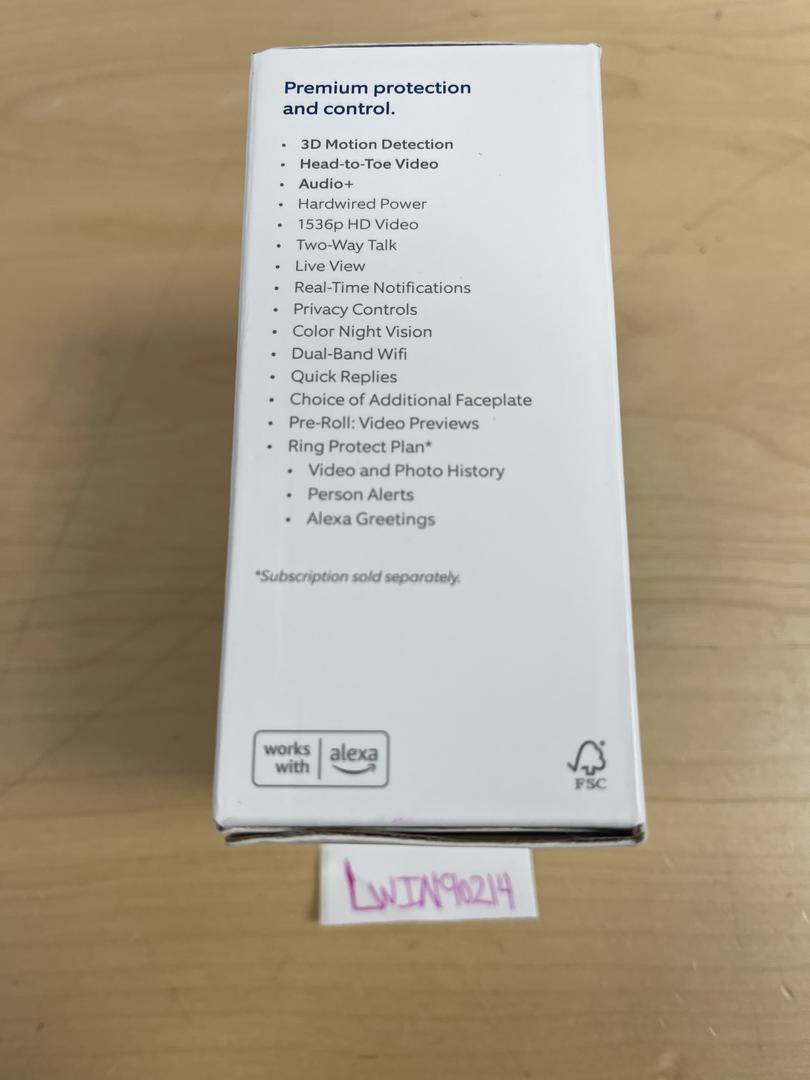 Premium protection
and control.
• 3D Motion Detection
• Head-to-Toe Video
• Audio+
• Hardwired Power
• 1536p HD Video
• Two-Way Talk
• Live View
• Real-Time Notifications
• Privacy Controls
• Color Night Vision
• Dual-Band Wifi
• Quick Replies
• Choice of Additional Faceplate
• Pre-Roll: Video Previews
• Ring Protect Plan*
• Video and Photo History
• Person Alerts
• Alexa Greetings
*Subscription sold separately.
works with alexa
FSC
LWIN90214